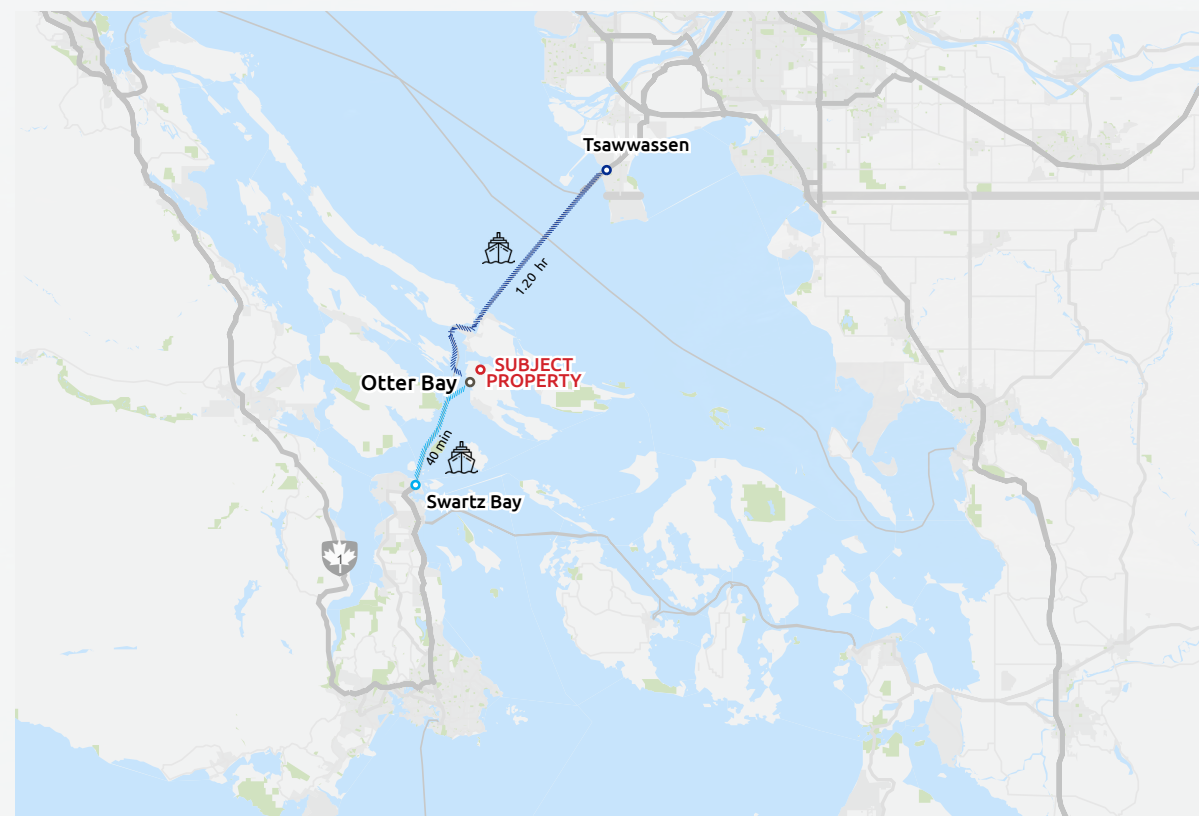 Tsawwassen
1.20 hr
SUBJECT
PROPERTY
Otter Bay
40 min
Swartz Bay
1